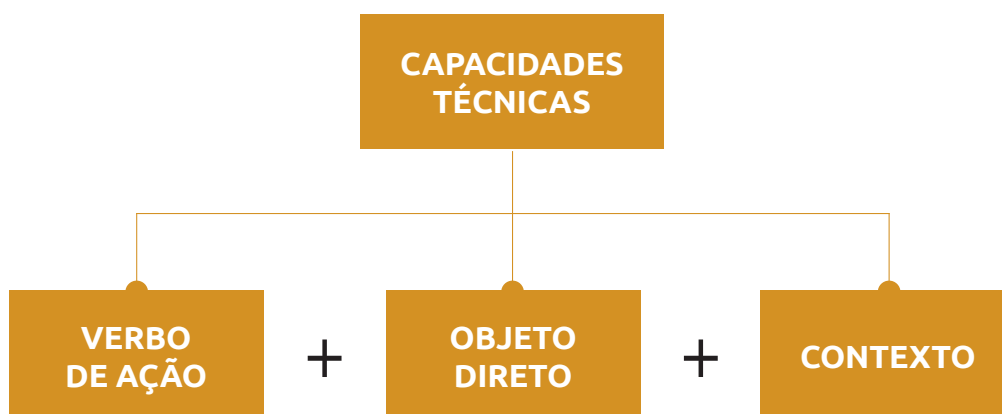 CAPACIDADES
TÉCNICAS
VERBO
DE AÇÃO
+
OBJETO
DIRETO
+
CONTEXTO